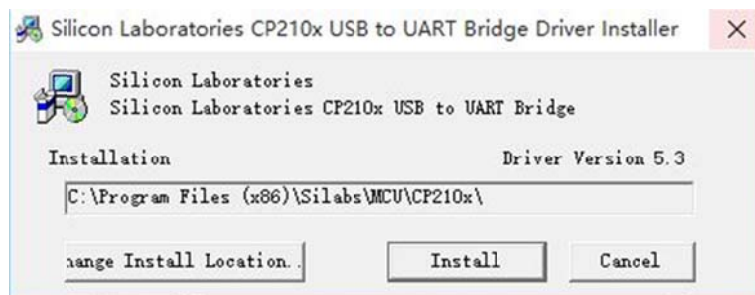 Silicon Laboratories CP210x USB to UART Bridge Driver Installer
Silicon Laboratories
Silicon Laboratories CP210x USB to UART Bridge
Installation Driver Version 5.3
C:\Program Files (x86)\Silabs\MCU\CP210x\
hange Install Location.. Install Cancel